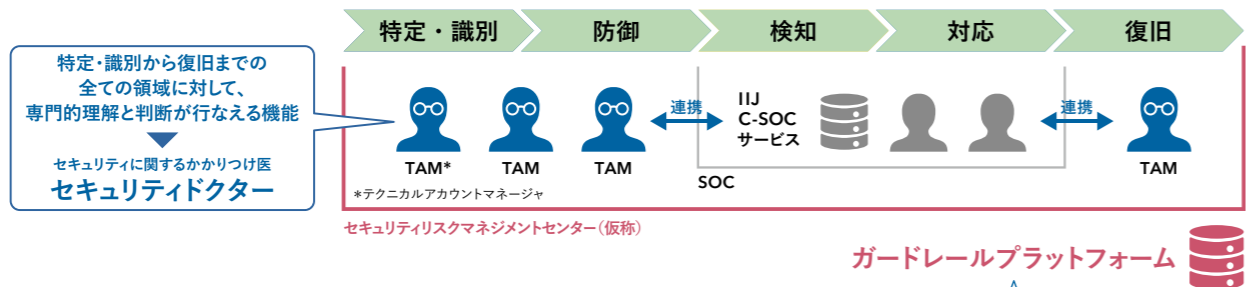 特定・識別
防御
検知
対応
復旧
特定・識別から復旧までの
全ての領域に対して、
専門的理解と判断が行なえる機能
セキュリティに関するかかりつけ医
セキュリティドクター
TAM*
TAM
TAM
連携
IIJ
C-SOC
サービス
連携
TAM
SOC
*テクニカルアカウントマネージャ
セキュリティリスクマネジメントセンター（仮称）
ガードレールプラットフォーム